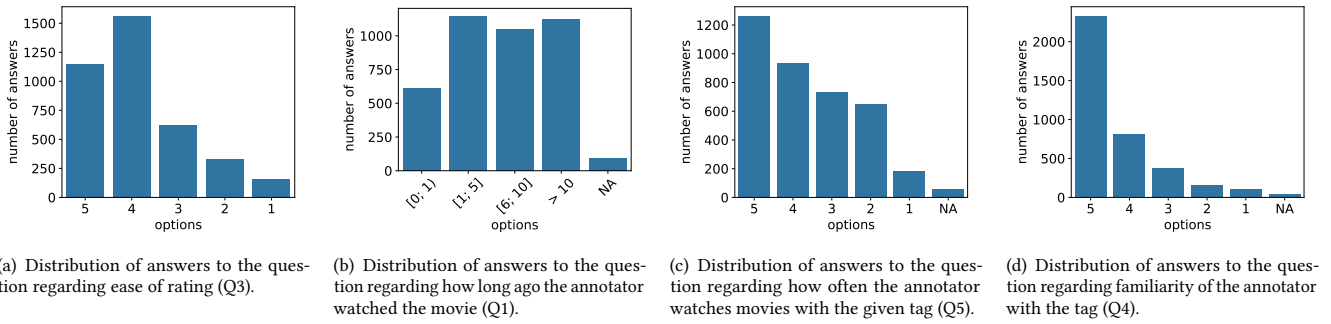 1500
1250
1000
750
500
250
0
number of answers
5 4 3 2 1
options
1000
750
500
250
0
number of answers
[0; 1) [1; 5] [6; 10] > 10 NA
options
1200
1000
800
600
400
200
0
number of answers
5 4 3 2 1 NA
options
2000
1500
1000
500
0
number of answers
5 4 3 2 1 NA
options
(a) Distribution of answers to the ques-
tion regarding ease of rating (Q3).
(b) Distribution of answers to the ques-
tion regarding how long ago the annotator
watched the movie (Q1).
(c) Distribution of answers to the ques-
tion regarding how often the annotator
watches movies with the given tag (Q5).
(d) Distribution of answers to the ques-
tion regarding familiarity of the annotator
with the tag (Q4).